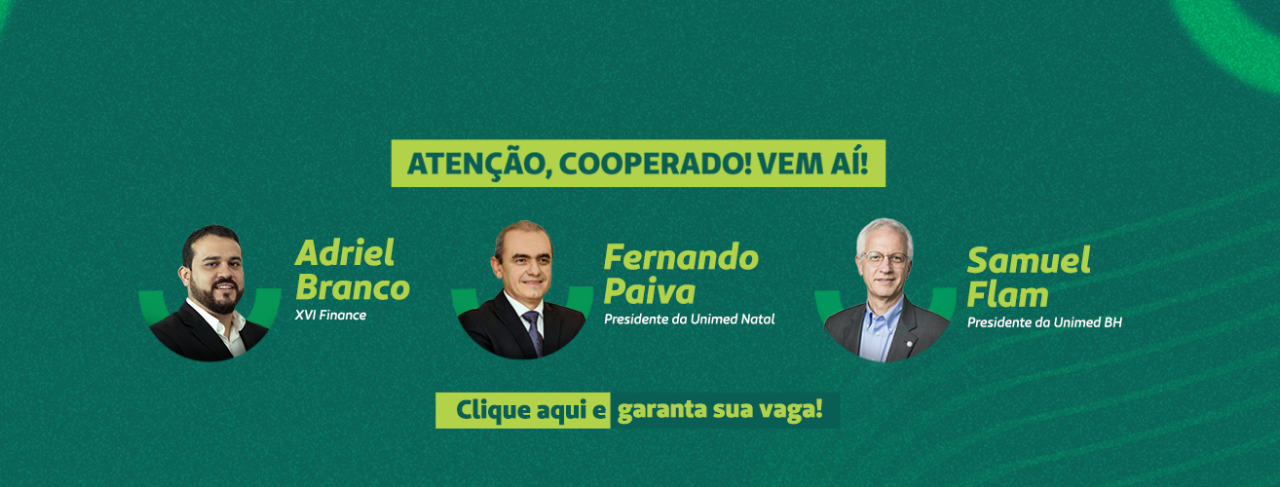 ATENÇÃO, COOPERADO! VEM AÍ!
Adriel
Branco
XVI Finance
Fernando
Paiva
Presidente da Unimed Natal
Samuel
Flam
Presidente da Unimed BH
Clique aqui e garanta sua vaga!